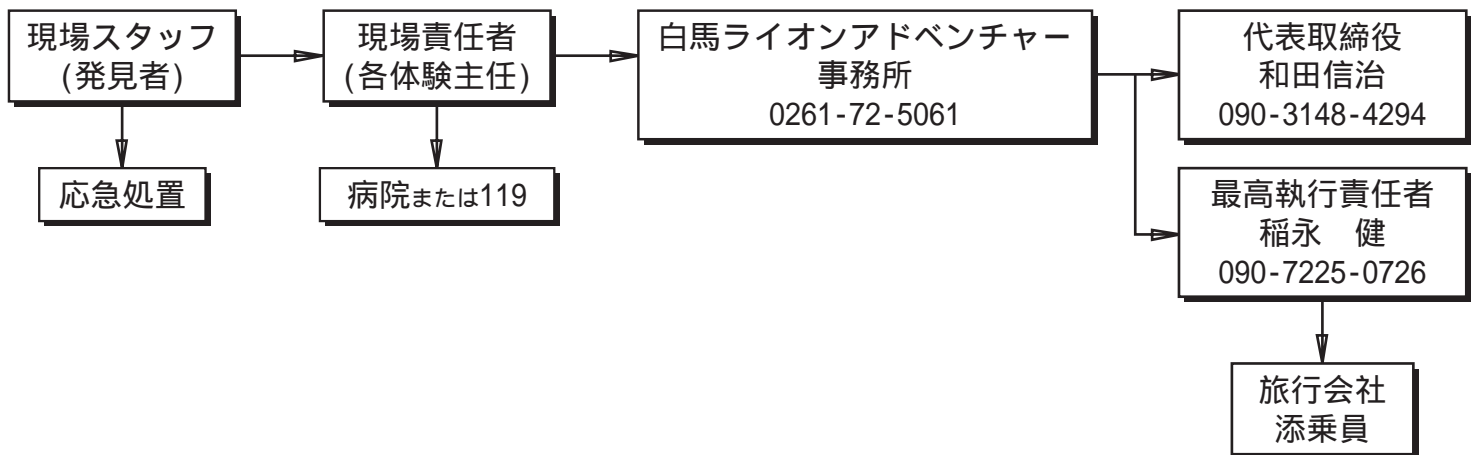 現場スタッフ
(発見者)
現場責任者
(各体験主任)
白馬ライオンアドベンチャー
事務所
0261-72-5061
代表取締役
和田信治
090-3148-4294
応急処置
病院または119
最高執行責任者
稲永　健
090-7225-0726
旅行会社
添乗員